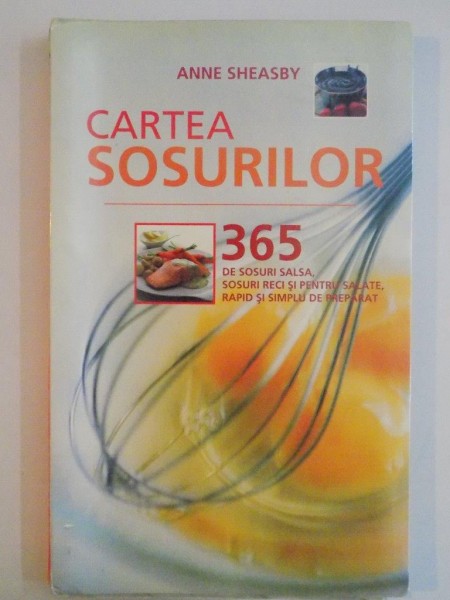 ANNE SHEASBY
CARTEA
SOSURILOR
365
DE SOSURI SALSA,
SOSURI RECI ȘI PENTRU SALATE,
RAPID ȘI SIMPLU DE PREPARAT